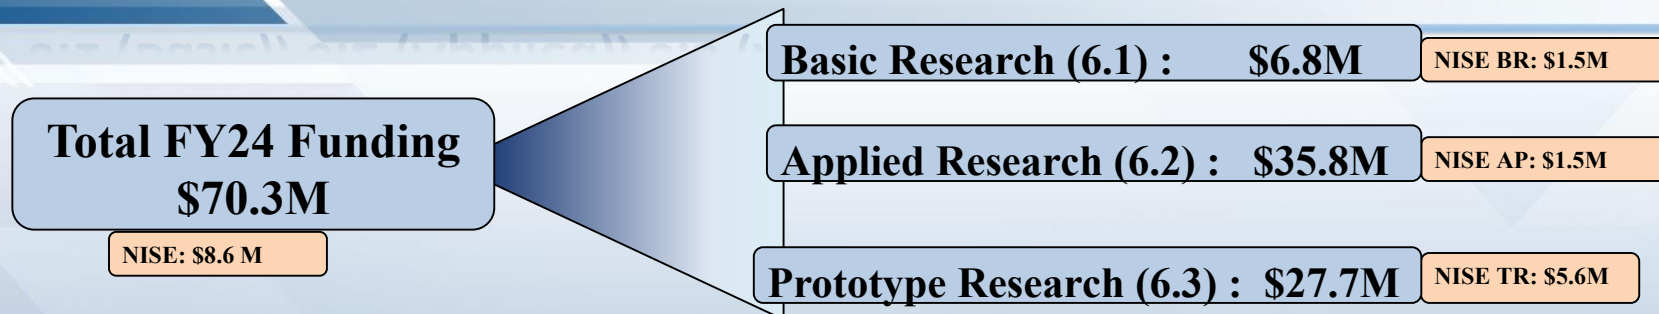 Total FY24 Funding
$70.3M
NISE: $8.6 M
Basic Research (6.1) : $6.8M
NISE BR: $1.5M
Applied Research (6.2) : $35.8M
NISE AP: $1.5M
Prototype Research (6.3) : $27.7M
NISE TR: $5.6M